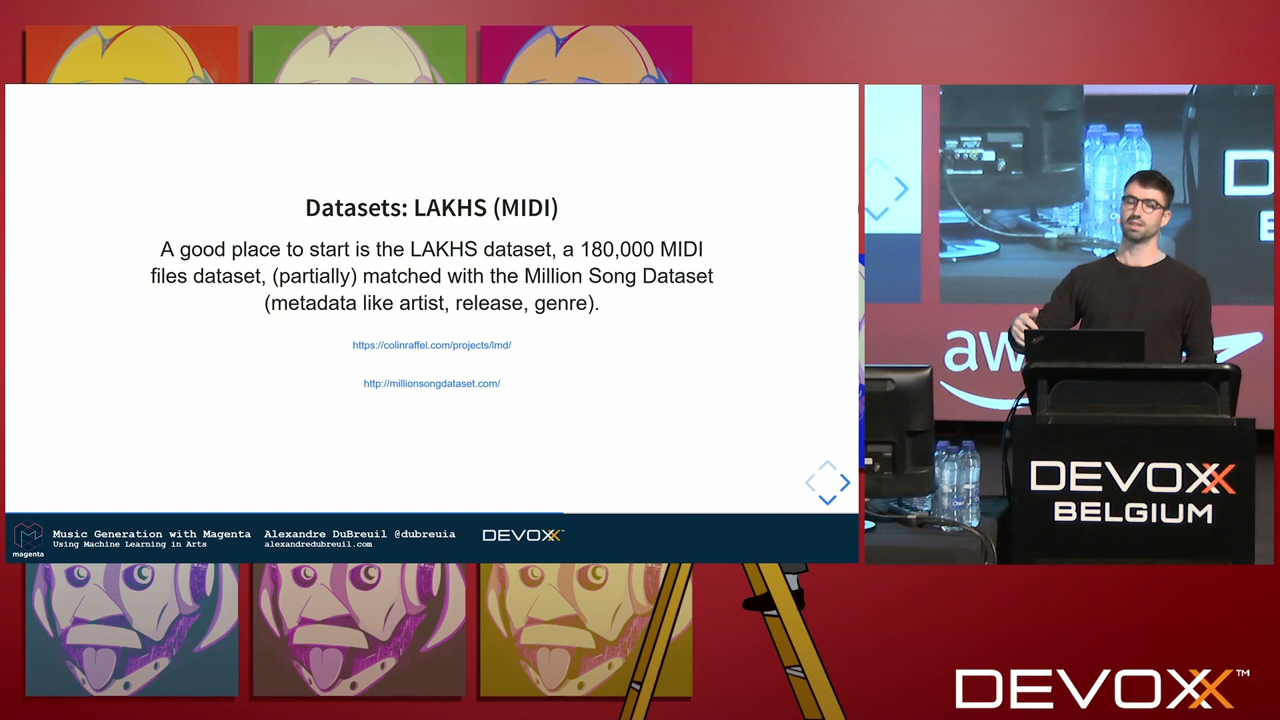 Datasets: LAKHS (MIDI)
A good place to start is the LAKHS dataset, a 180,000 MIDI
files dataset, (partially) matched with the Million Song Dataset
(metadata like artist, release, genre).
https://colinraffel.com/projects/lmd/
http://millionsongdataset.com/
magenta
Music Generation with Magenta
Using Machine Learning in Arts
Alexandre DuBreuil @dubreuia
alexandredubreuil.com
DEVOXX
DEVOXX
BELGIUM
DEVOXX™